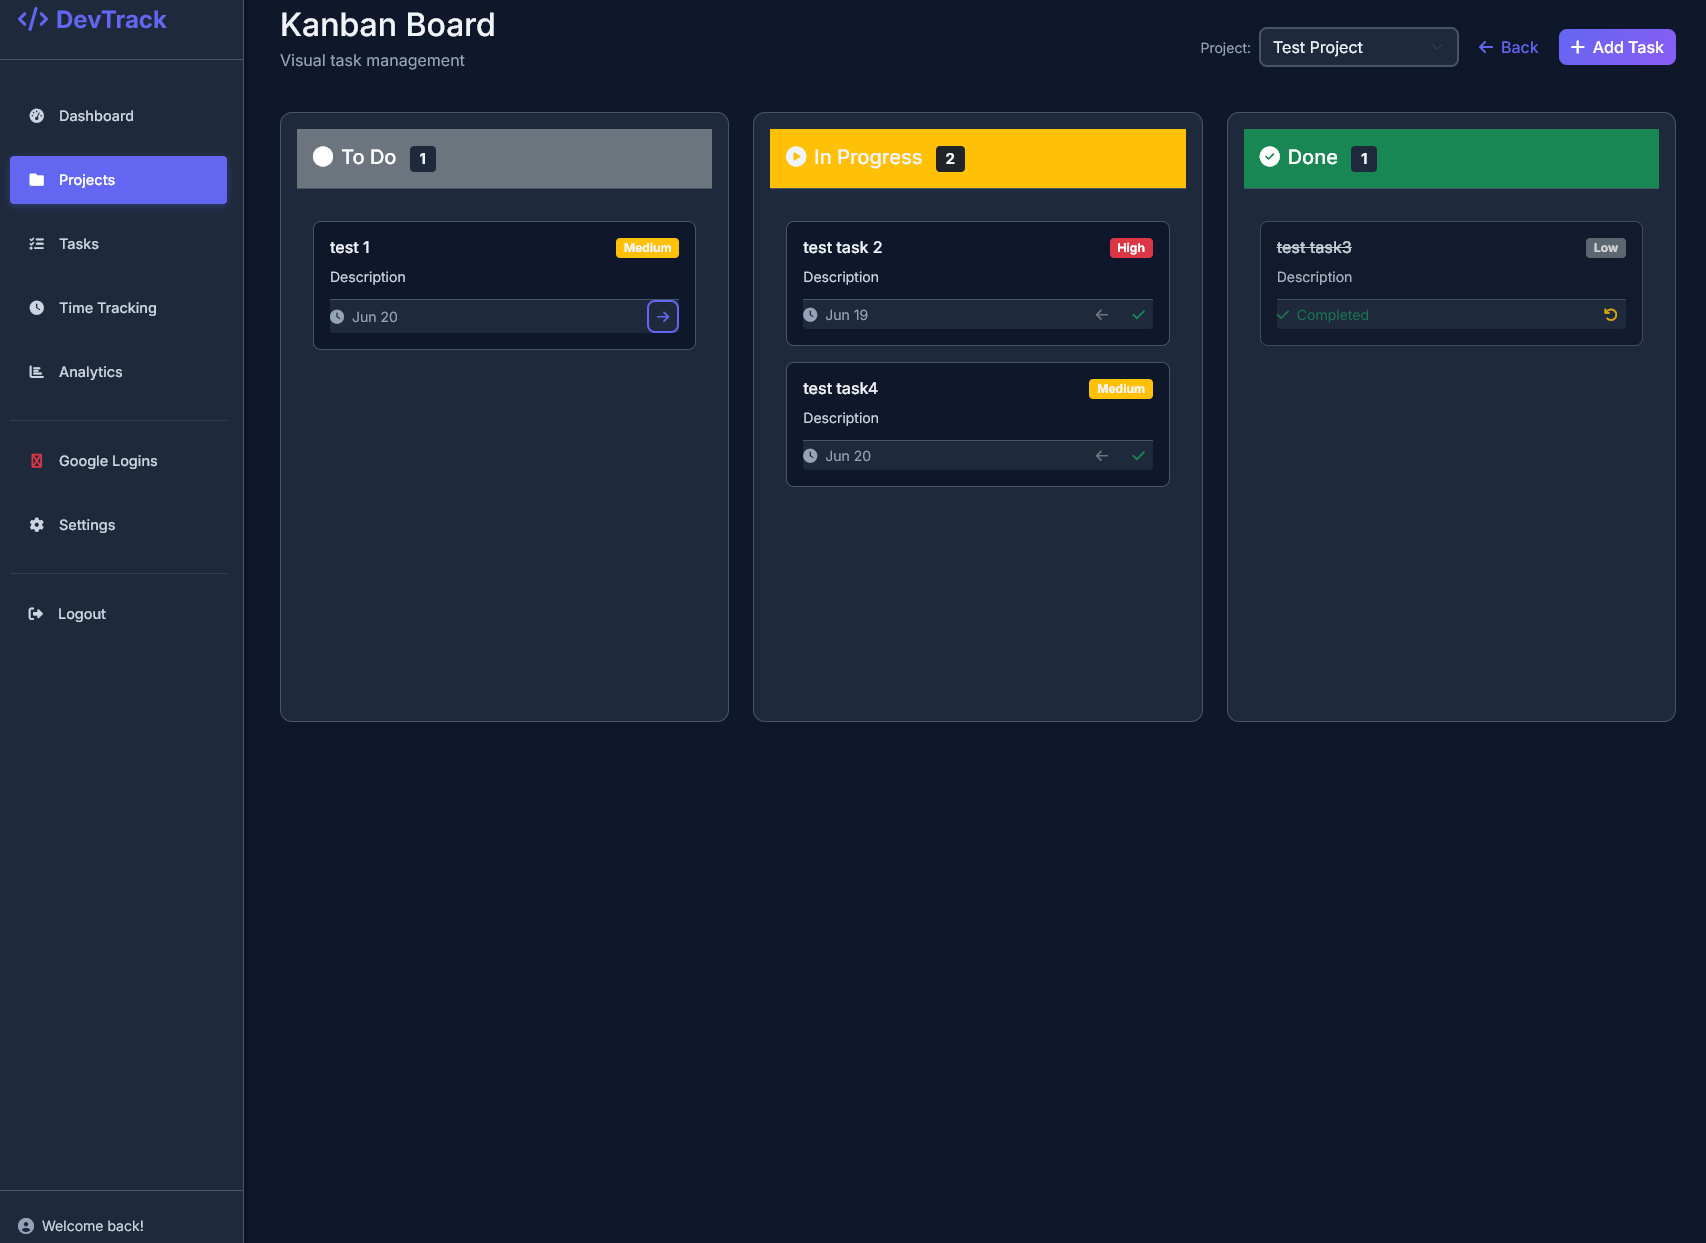 DevTrack
Dashboard
Projects
Tasks
Time Tracking
Analytics
Google Logins
Settings
Logout
Welcome back!
Kanban Board
Visual task management
Project:
Test Project
Back
Add Task
To Do 1
test 1 Medium
Description
Jun 20
In Progress 2
test task 2 High
Description
Jun 19
test task4 Medium
Description
Jun 20
Done 1
test task3 Low
Description
Completed